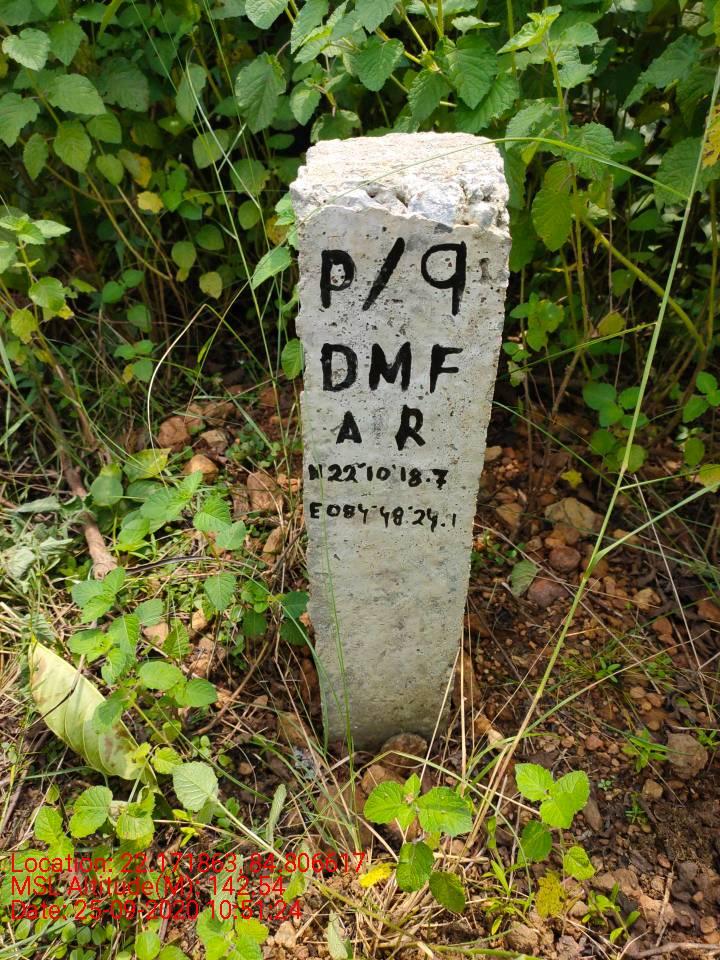 P/9
DMF
AR
N 22°10'18.7
E 084°48'24.1
Location: 22.171863, 84.806617
MSL Altitude(M): 142.54
Date: 25-09-2020 10:51:24